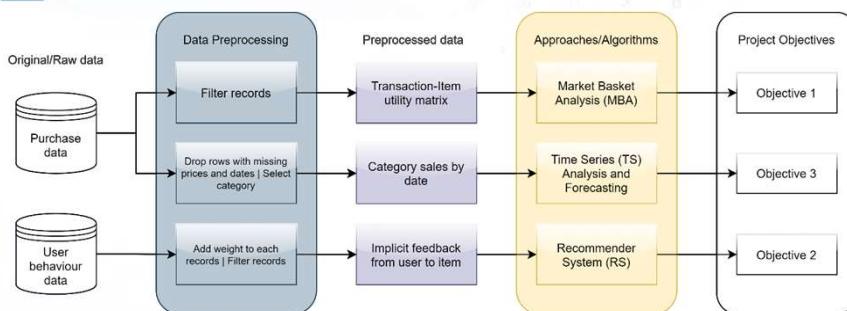 Data Preprocessing
Preprocessed data
Approaches/Algorithms
Project Objectives
Original/Raw data
Purchase
data
Filter records
Transaction-Item
utility matrix
Market Basket
Analysis (MBA)
Objective 1
Drop rows with missing
prices and dates | Select
category
Category sales by
date
Time Series (TS)
Analysis and
Forecasting
Objective 3
User
behaviour
data
Add weight to each
records | Filter records
Implicit feedback
from user to item
Recommender
System (RS)
Objective 2